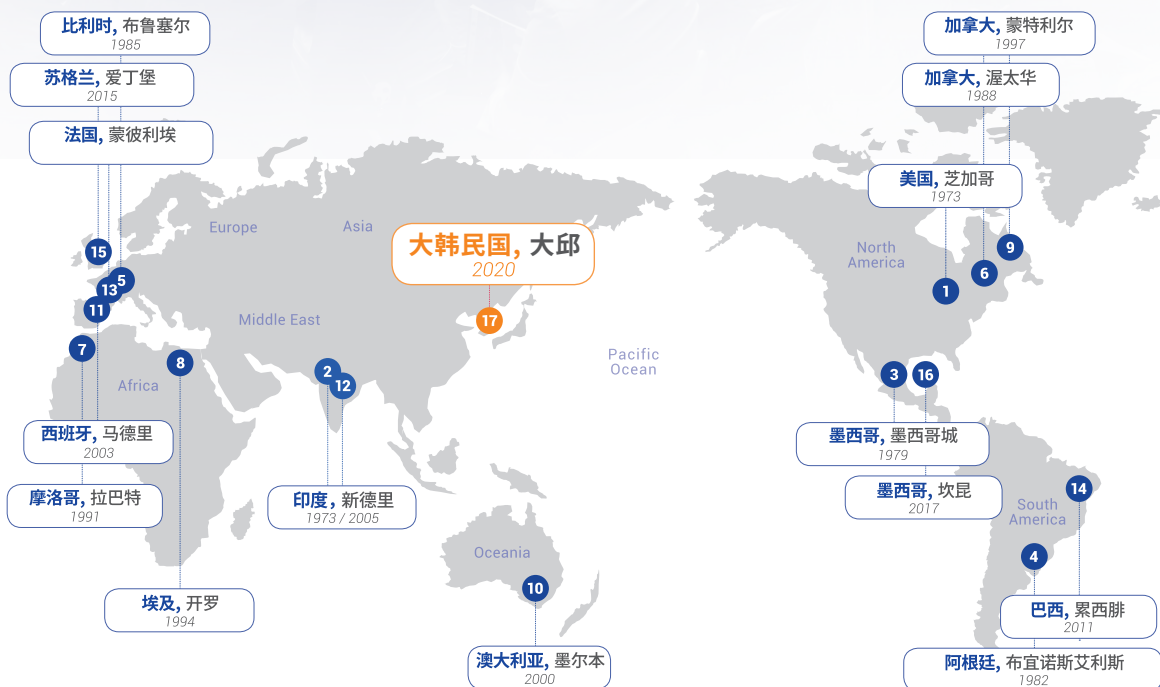 比利时, 布鲁塞尔
1985
苏格兰, 爱丁堡
2015
法国, 蒙彼利埃
加拿大, 蒙特利尔
1997
加拿大, 渥太华
1988
美国, 芝加哥
1973
Europe
Asia
大韩民国, 大邱
2020
North
America
15
5
13
11
9
6
1
17
Middle East
7
8
Africa
2
12
Pacific
Ocean
3
16
西班牙, 马德里
2003
摩洛哥, 拉巴特
1991
印度, 新德里
1973 / 2005
墨西哥, 墨西哥城
1979
墨西哥, 坎昆
2017
14
South
America
4
Oceania
10
埃及, 开罗
1994
澳大利亚, 墨尔本
2000
巴西, 累西腓
2011
阿根廷, 布宜诺斯艾利斯
1982